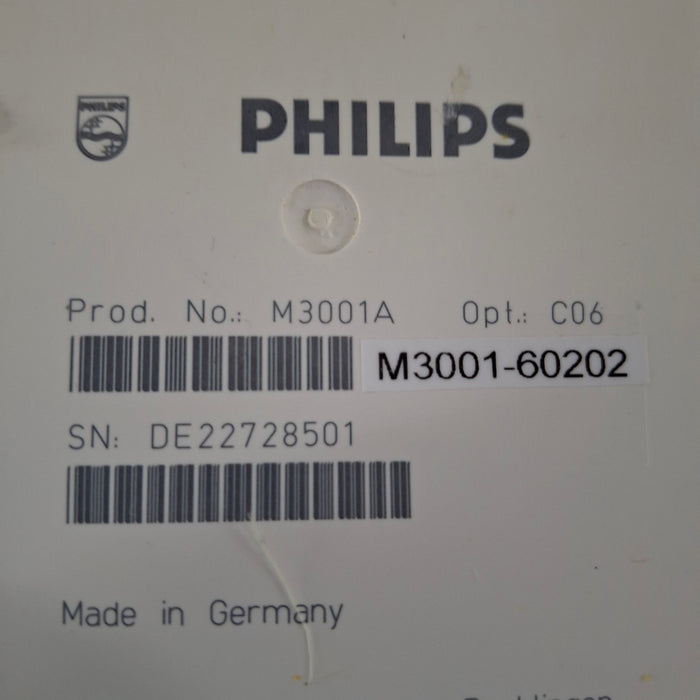 PHILIPS
PHILIPS
Prod. No.: M3001A Opt.: C06
M3001-60202
SN: DE22728501
Made in Germany